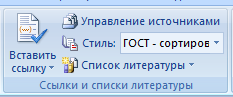 Управление источниками
Вставить ссылку
Стиль: ГОСТ - сортиров
Список литературы
Ссылки и списки литературы